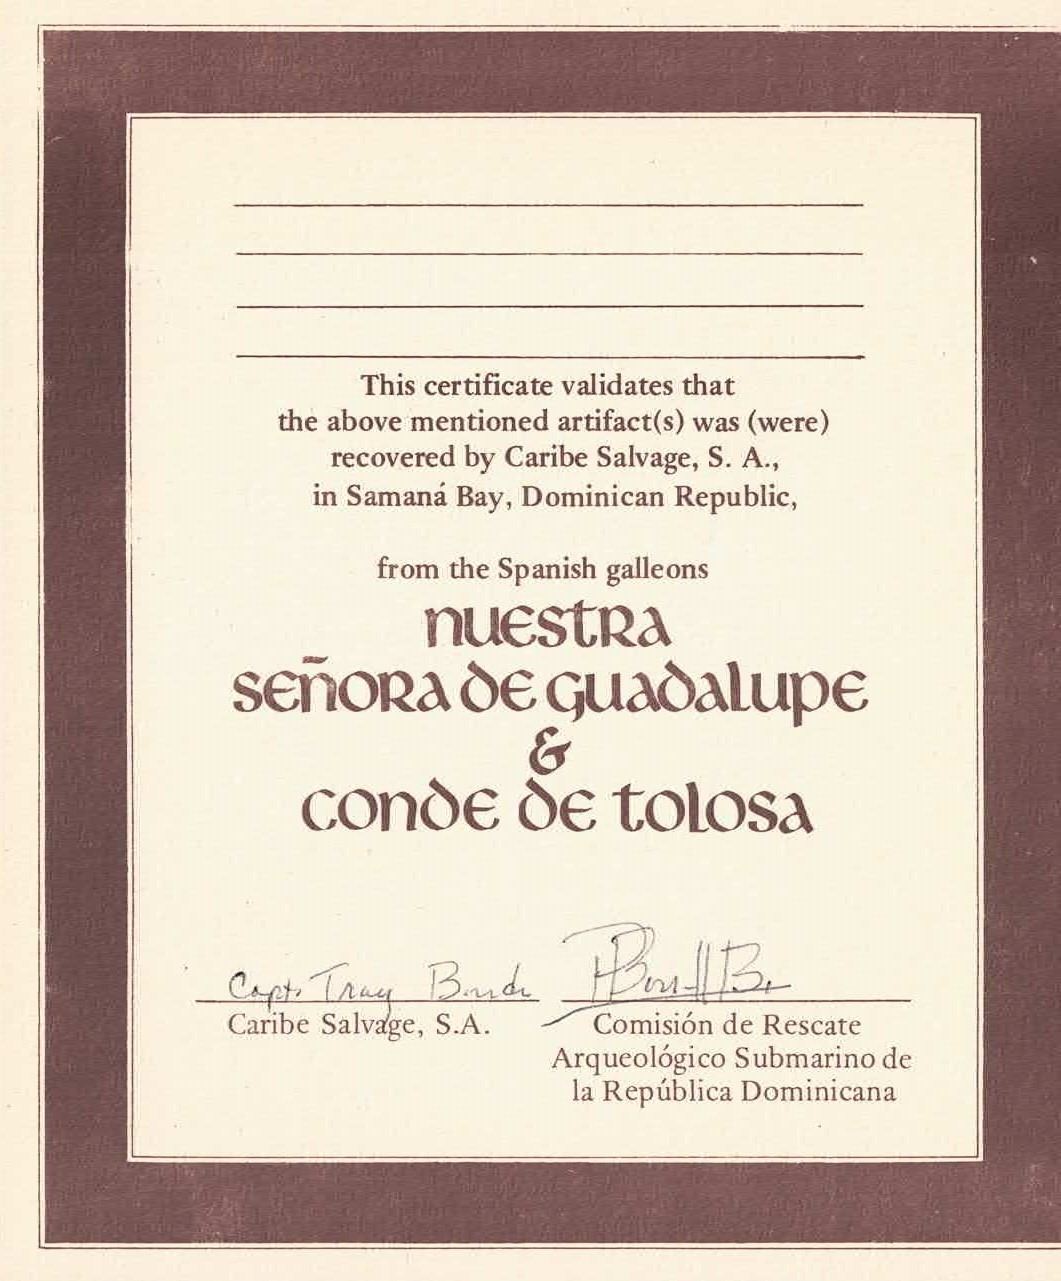 This certificate validates that
the above mentioned artifact(s) was (were)
recovered by Caribe Salvage, S. A.,
in Samaná Bay, Dominican Republic,
from the Spanish galleons
nuestra
señora de guadalupe
&
conde de tolosa
Capt. Tracy
Caribe Salvage, S.A.
Comisión de Rescate
Arqueológico Submarino de
la República Dominicana